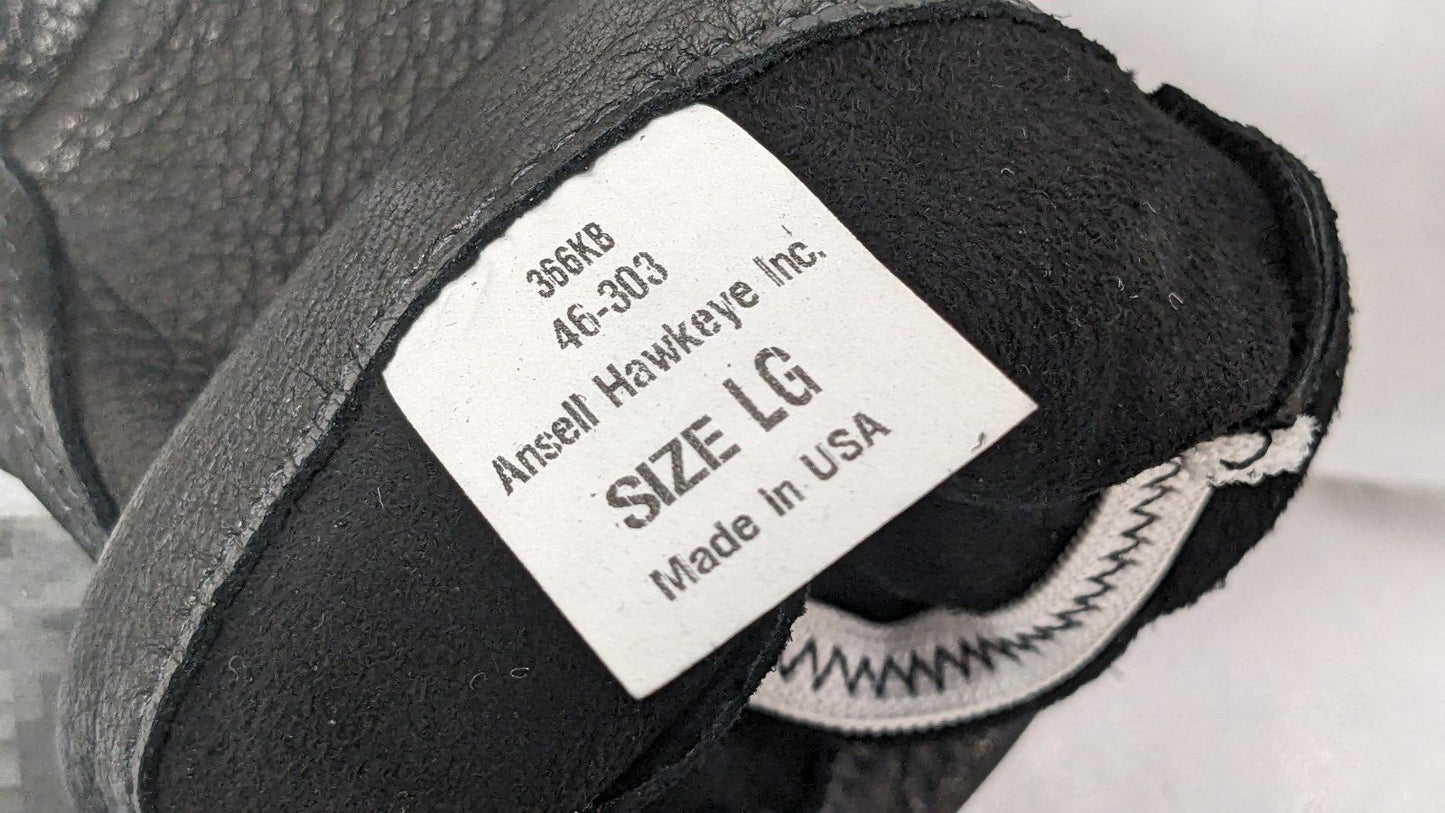 366KB
46-303
Ansell Hawkeye Inc.
SIZE LG
Made in USA